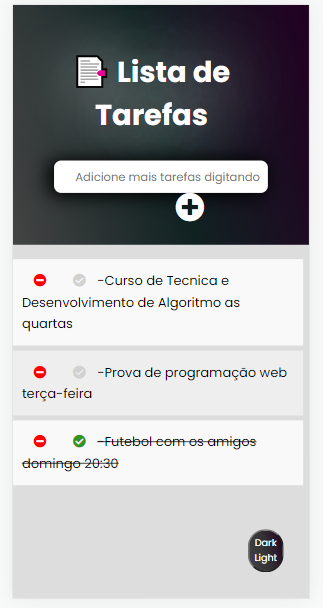 Lista de
Tarefas
Adicione mais tarefas digitando
-Curso de Tecnica e
Desenvolvimento de Algoritmo as
quartas
-Prova de programação web
terça-feira
-Futebol com os amigos
domingo 20:30
Dark
Light